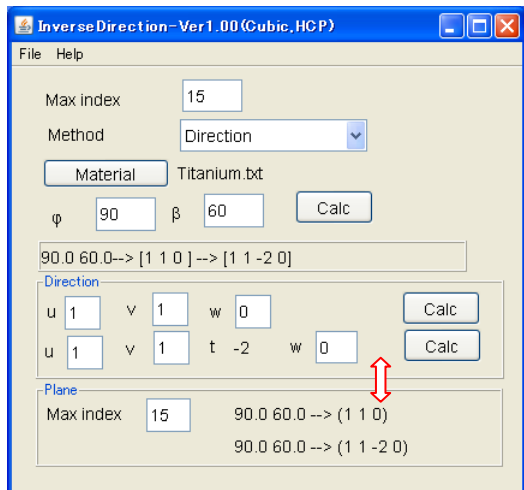 InverseDirection-Ver1.00(Cubic,HCP)
File Help
Max index 15
Method Direction
Material Titanium.txt
φ 90 β 60 Calc
90.0 60.0--> [1 1 0 ] --> [1 1 -2 0]
Direction
u 1 v 1 w 0 Calc
u 1 v 1 t -2 w 0 Calc
Plane
Max index 15 90.0 60.0 --> (1 1 0)
90.0 60.0 --> (1 1 -2 0)